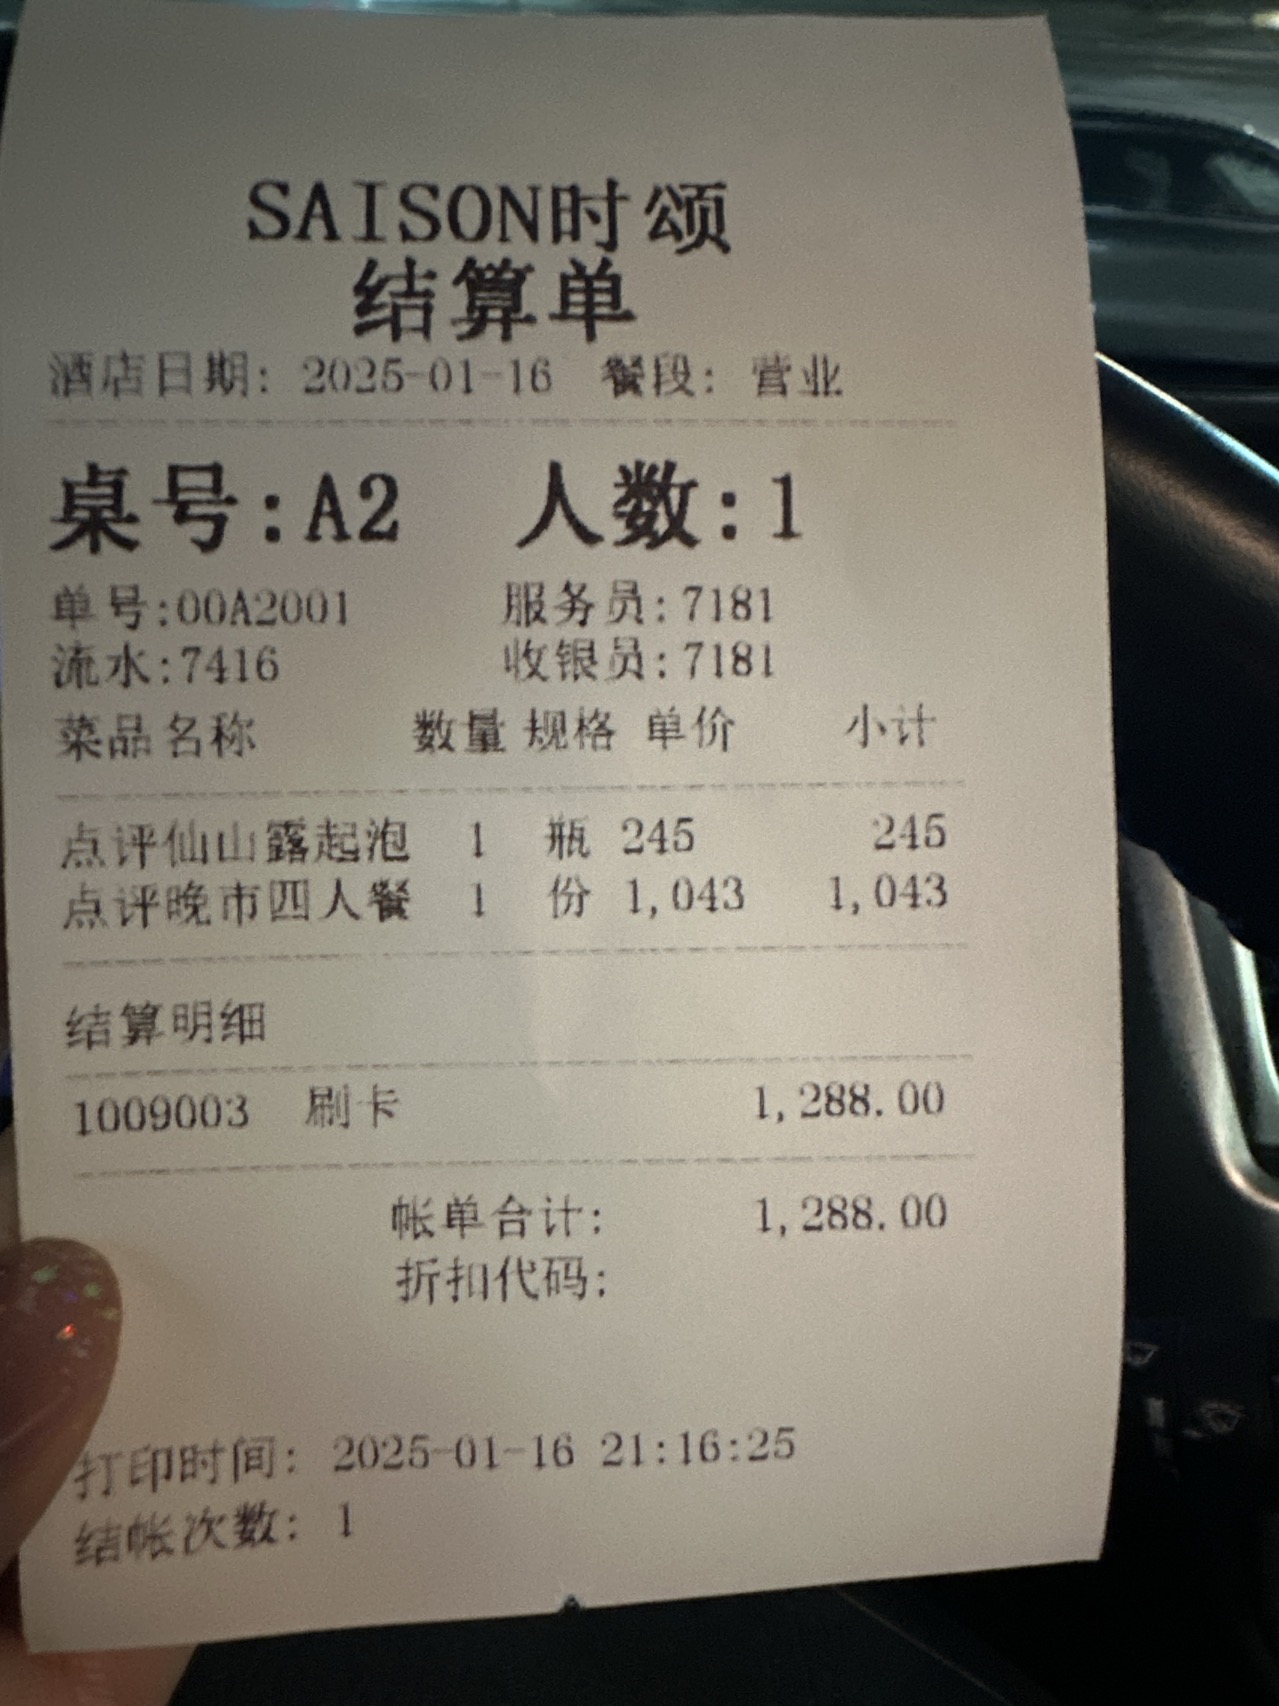 SAISON时颂
结算单
酒店日期: 2025-01-16 餐段: 营业
桌号:A2 人数:1
单号:00A2001 服务员:7181
流水:7416 收银员:7181
菜品名称 数量 规格 单价 小计
点评仙山露起泡 1 瓶 245 245
点评晚市四人餐 1 份 1,043 1,043
结算明细
1009003 刷卡 1,288.00
帐单合计: 1,288.00
折扣代码:
打印时间: 2025-01-16 21:16:25
结帐次数: 1